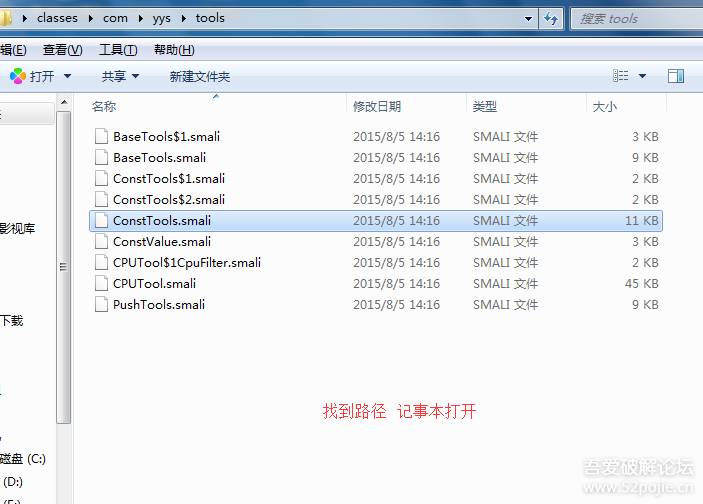 classes com yys tools 搜索 tools
辑(E) 查看(V) 工具(T) 帮助(H)
打开 共享 新建文件夹
名称 修改日期 类型 大小
BaseTools$1.smali 2015/8/5 14:16 SMALI 文件 3 KB
BaseTools.smali 2015/8/5 14:16 SMALI 文件 9 KB
ConstTools$1.smali 2015/8/5 14:16 SMALI 文件 2 KB
ConstTools$2.smali 2015/8/5 14:16 SMALI 文件 2 KB
ConstTools.smali 2015/8/5 14:16 SMALI 文件 11 KB
影视库
ConstValue.smali 2015/8/5 14:16 SMALI 文件 3 KB
CPUTool$1CpuFilter.smali 2015/8/5 14:16 SMALI 文件 2 KB
CPUTool.smali 2015/8/5 14:16 SMALI 文件 45 KB
PushTools.smali 2015/8/5 14:16 SMALI 文件 9 KB
下载
找到路径 记事本打开
磁盘 (C:)
(D:)
(E:)
吾爱破解论坛
www.52pojie.cn